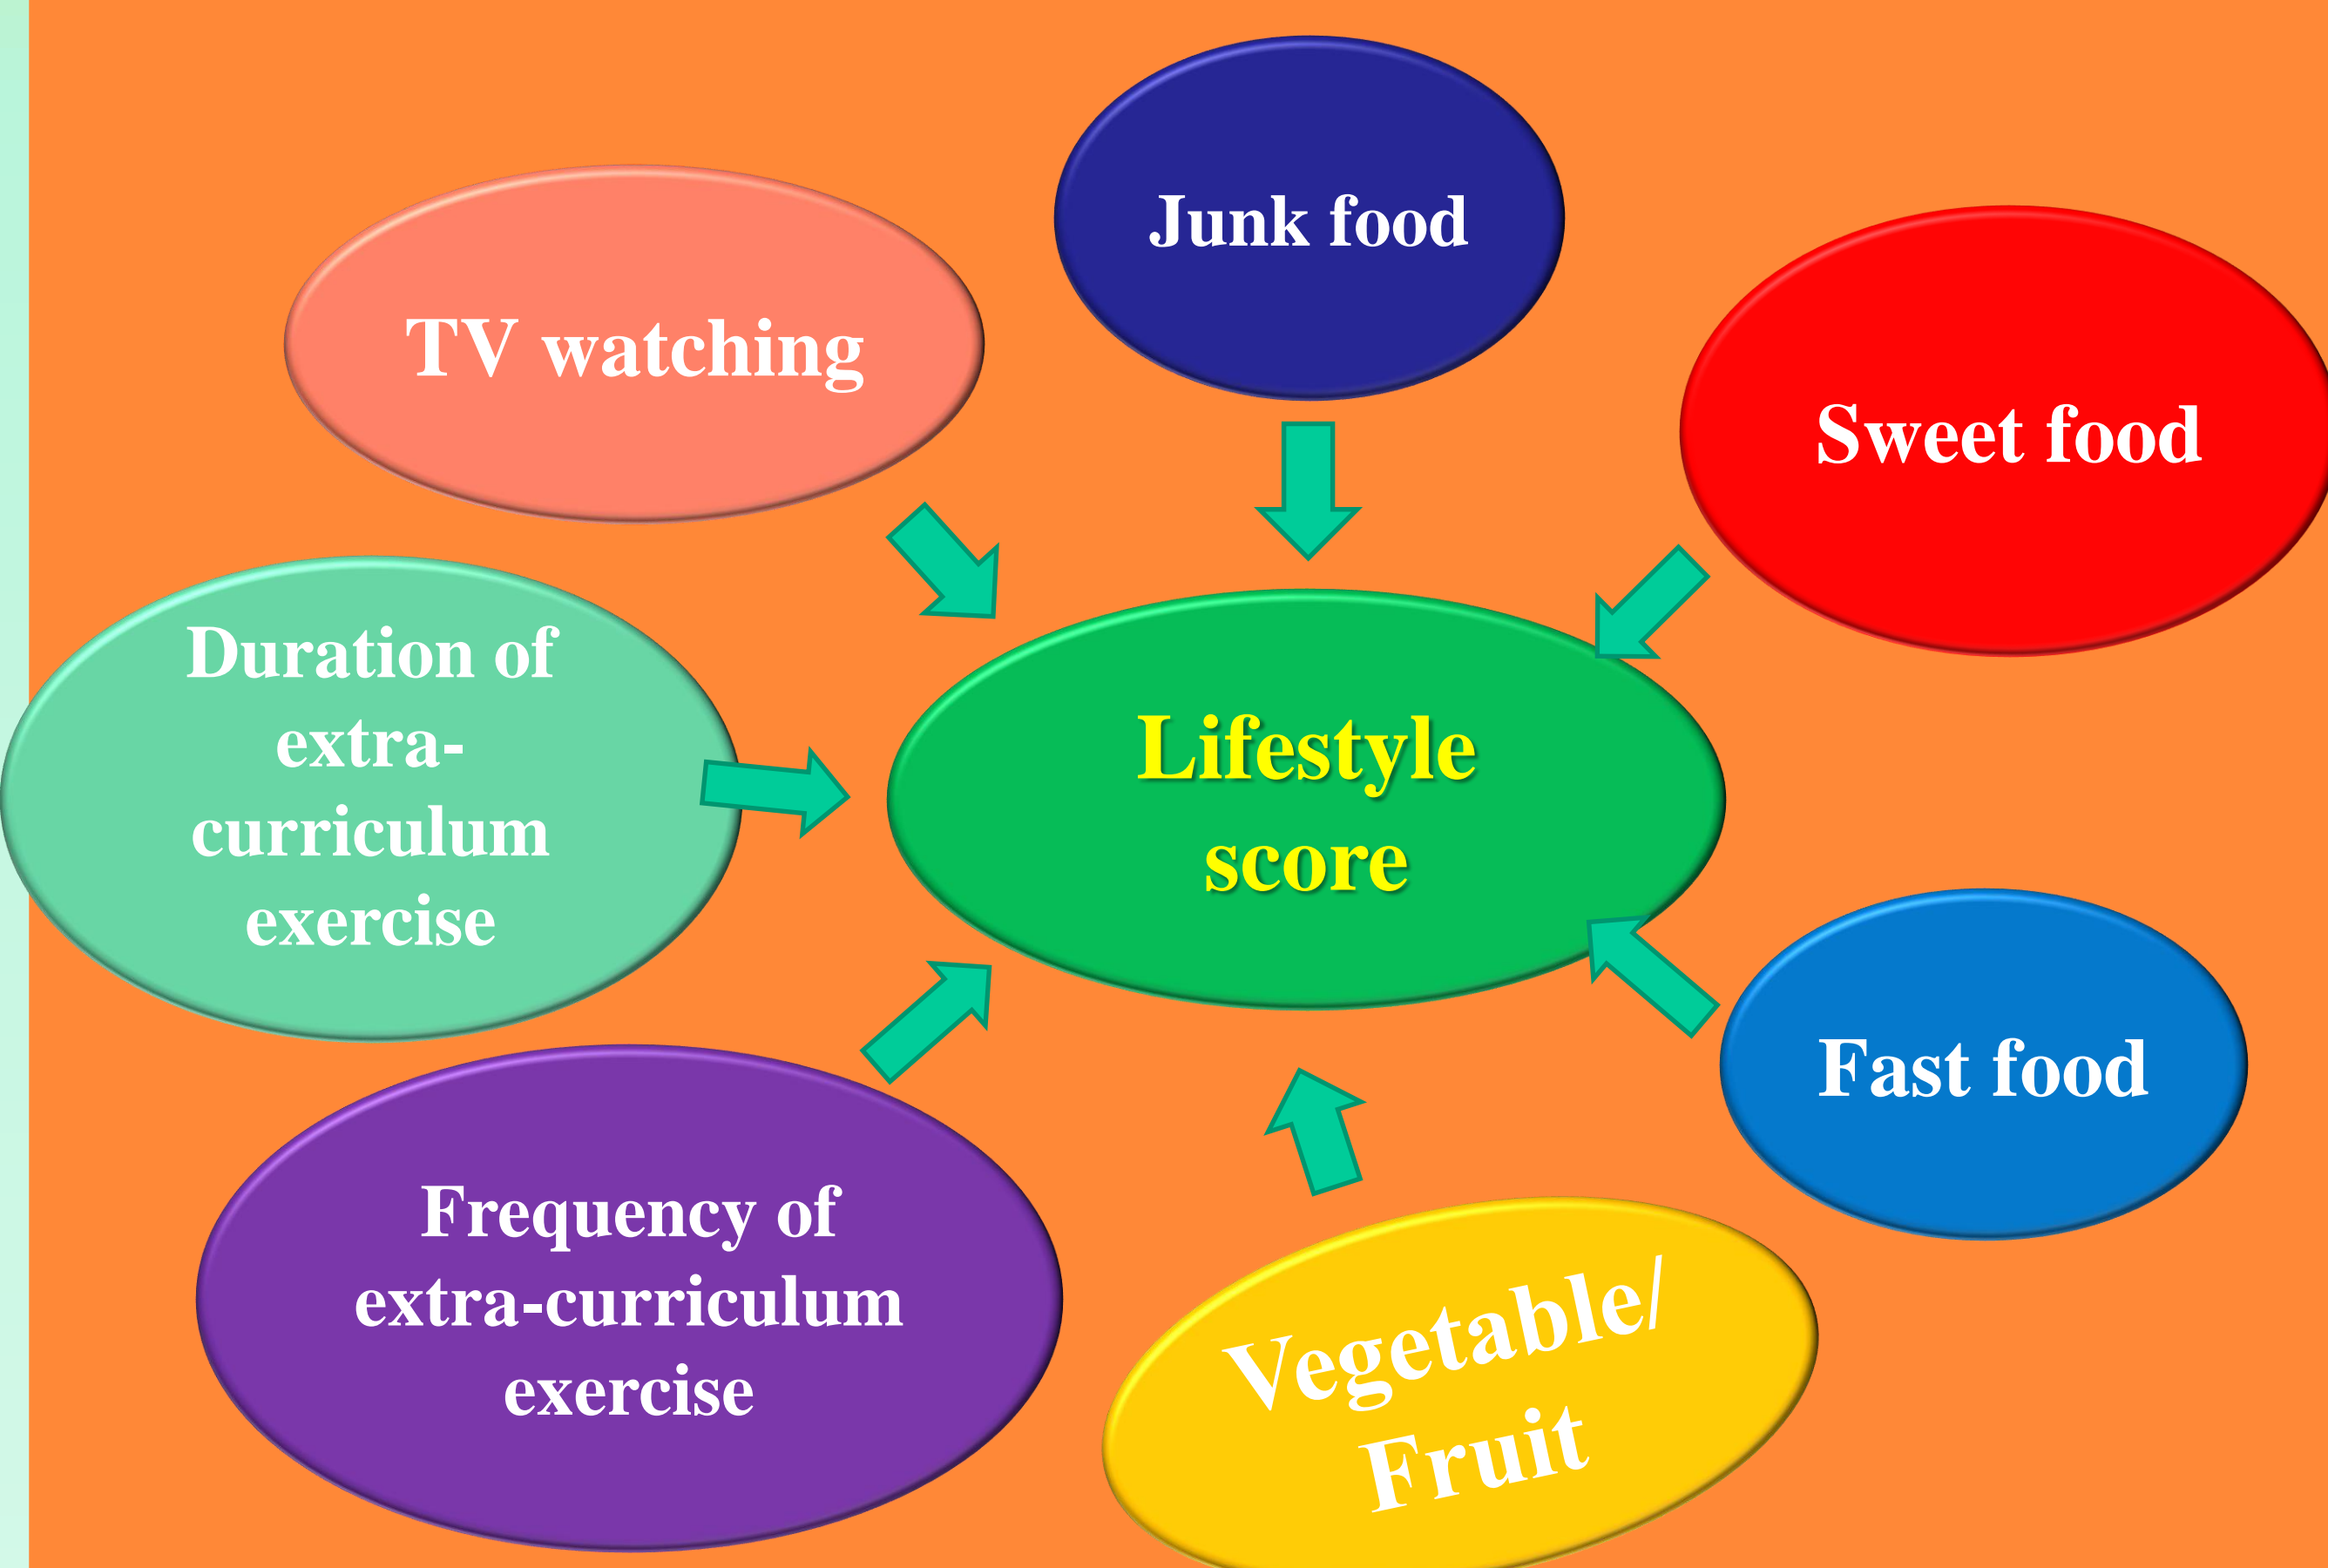 Junk food
TV watching
Sweet food
Duration of
extra-
curriculum
exercise
Lifestyle
score
Fast food
Frequency of
extra-curriculum
exercise
Vegetable/
Fruit